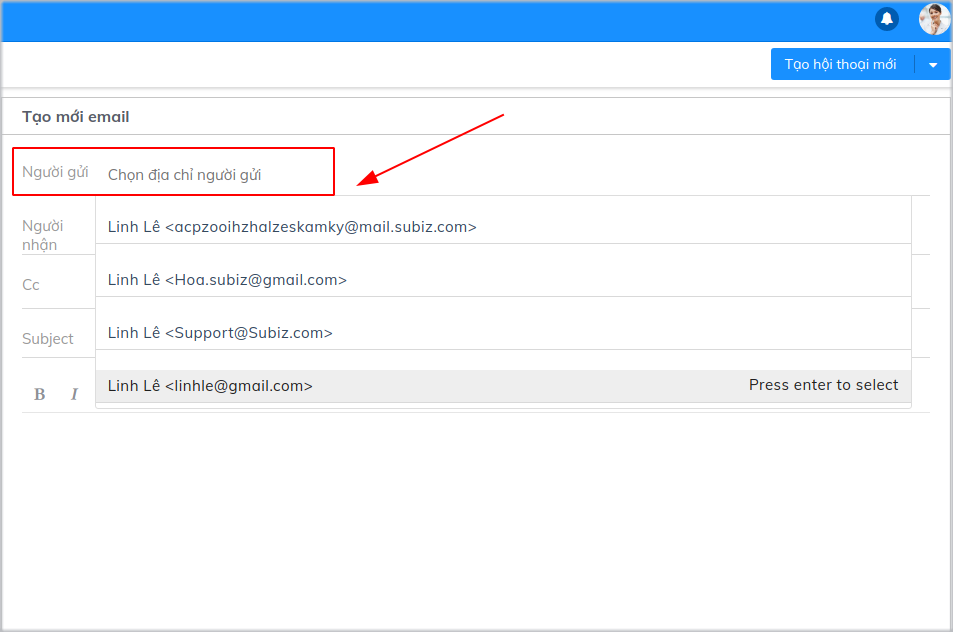 Tạo hội thoại mới
Tạo mới email
Người gửi Chọn địa chỉ người gửi
Người
nhận
Linh Lê <acpzooihzhalzeskamky@mail.subiz.com>
Cc
Linh Lê <Hoa.subiz@gmail.com>
Subject
Linh Lê <Support@Subiz.com>
B I
Linh Lê <linhle@gmail.com> Press enter to select